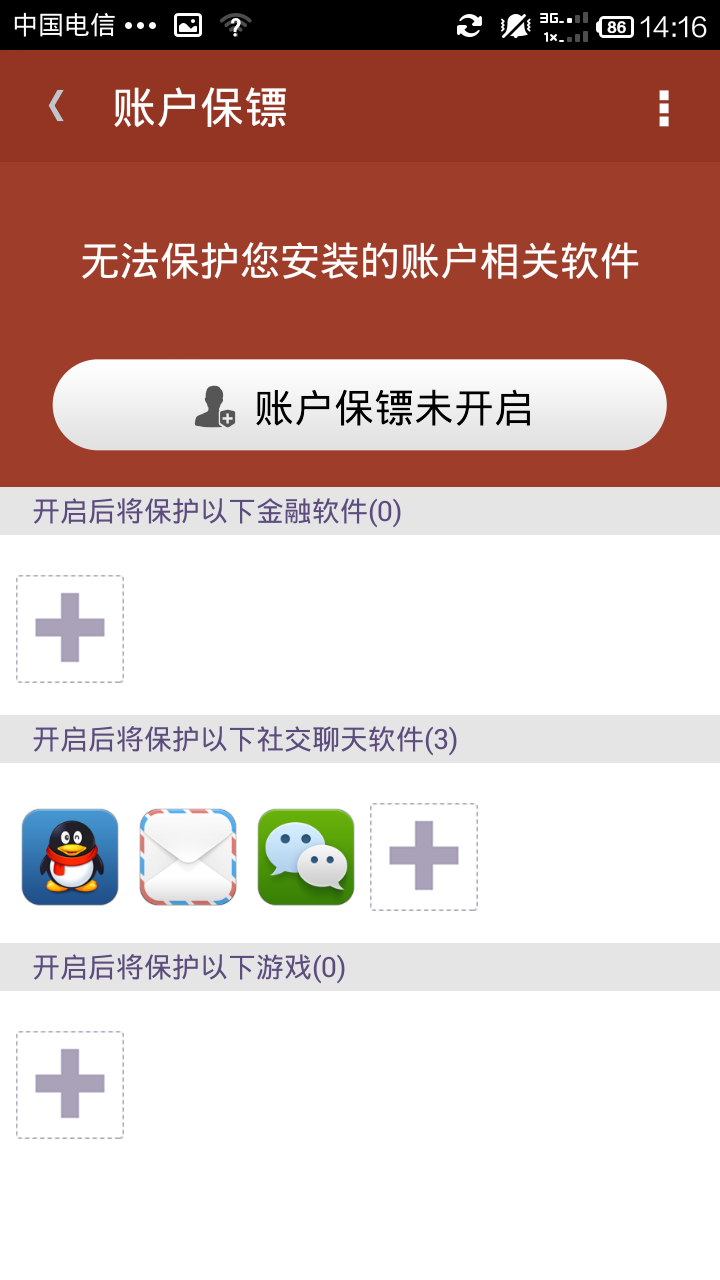 中国电信 ••• 3G 1x 86 14:16
账户保镖
无法保护您安装的账户相关软件
账户保镖未开启
开启后将保护以下金融软件(0)
开启后将保护以下社交聊天软件(3)
开启后将保护以下游戏(0)